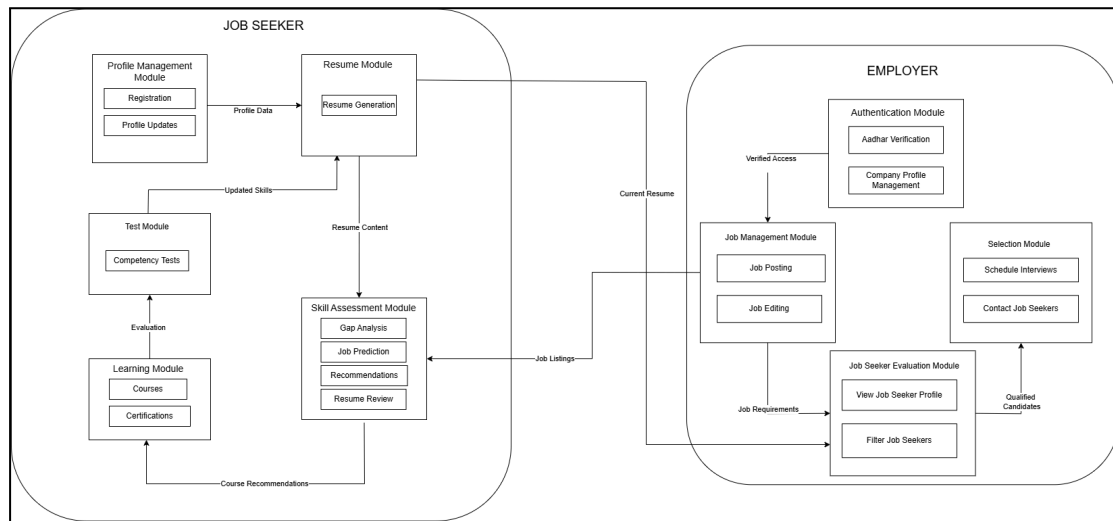 JOB SEEKER
Profile Management
Module
Registration
Profile Updates
Profile Data
Resume Module
Resume Generation
Updated Skills
Test Module
Competency Tests
Resume Content
Evaluation
Skill Assessment Module
Gap Analysis
Job Prediction
Recommendations
Resume Review
Learning Module
Courses
Certifications
Course Recommendations
Current Resume
Job Listings
EMPLOYER
Authentication Module
Aadhar Verification
Company Profile
Management
Verified Access
Job Management Module
Job Posting
Job Editing
Selection Module
Schedule Interviews
Contact Job Seekers
Job Requirements
Job Seeker Evaluation Module
View Job Seeker Profile
Filter Job Seekers
Qualified
Candidates